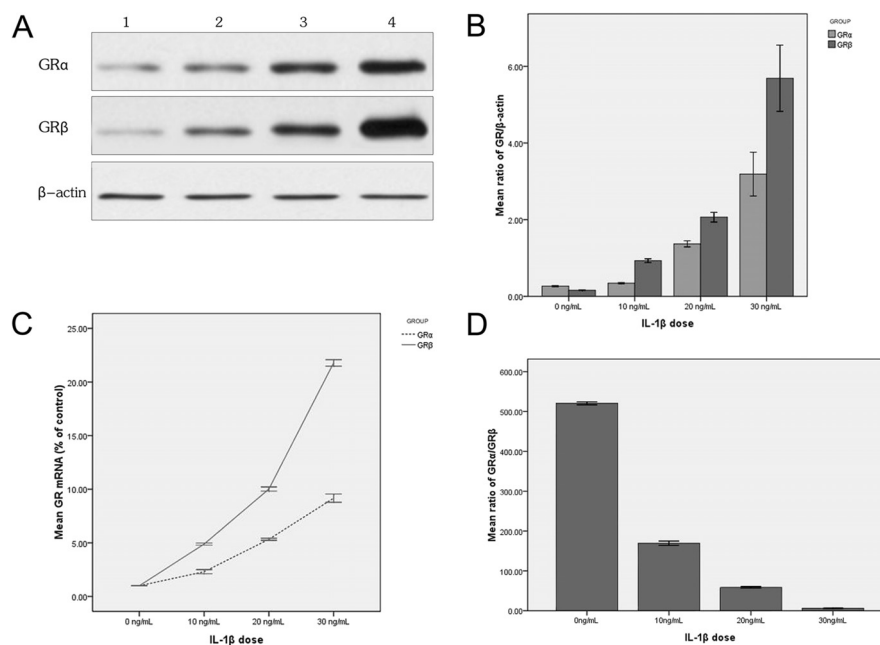 A
1 2 3 4
GRα
GRβ
β-actin
B
GROUP
GRα
GRβ
Mean ratio of GR/β-actin
6.00
4.00
2.00
0.00
0 ng/mL 10 ng/mL 20 ng/mL 30 ng/mL
IL-1β dose
C
GROUP
GRα
GRβ
Mean GR mRNA (% of control)
25.00
20.00
15.00
10.00
5.00
0.00
0 ng/mL 10 ng/mL 20 ng/mL 30 ng/mL
IL-1β dose
D
Mean ratio of GRα/GRβ
500.00
400.00
300.00
200.00
100.00
0.00
0ng/mL 10ng/mL 20ng/mL 30ng/mL
IL-1β dose